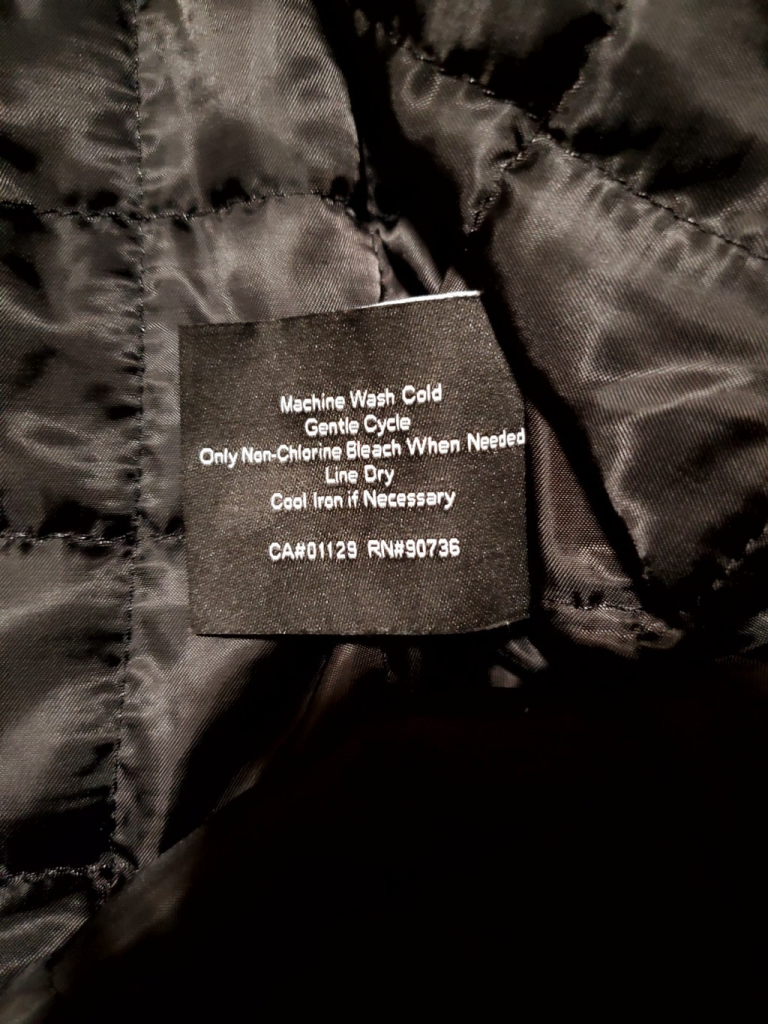 Machine Wash Cold
Gentle Cycle
Only Non-Chlorine Bleach When Needed
Line Dry
Cool Iron if Necessary
CA#01129 RN#90736